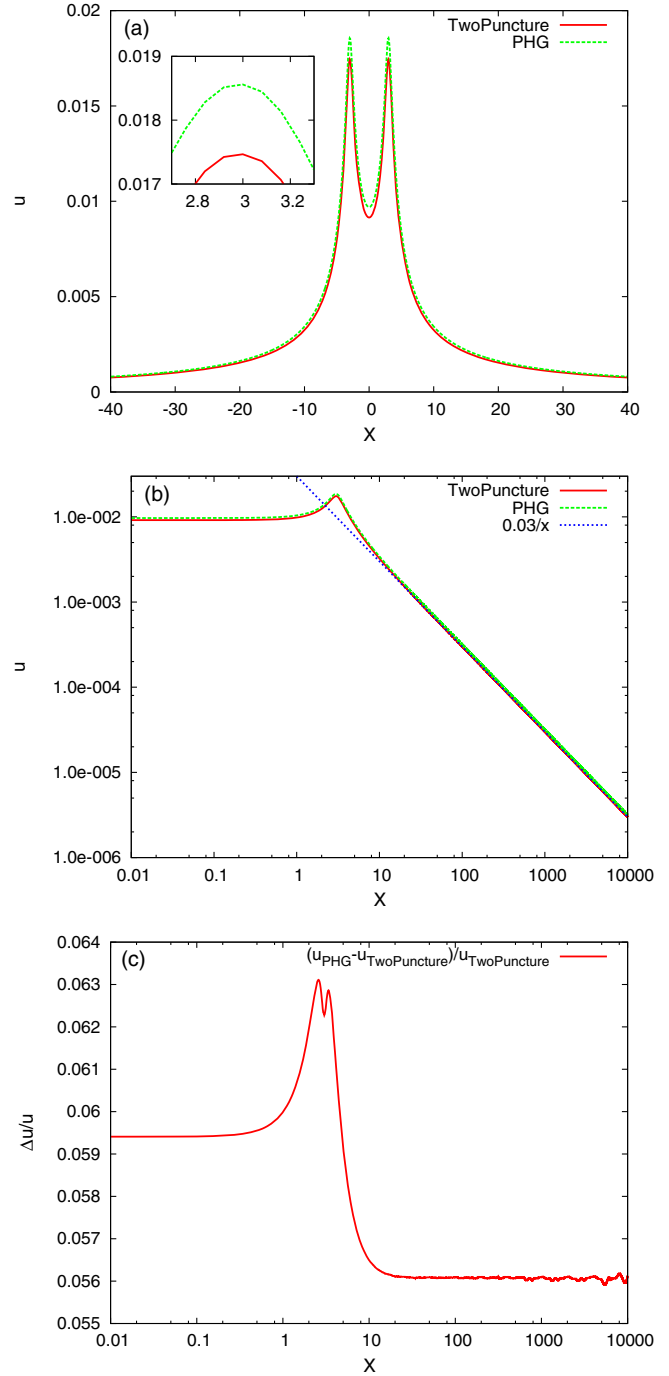 (a)
TwoPuncture
PHG
0.02
0.015
0.01
0.005
0
u
0.019
0.018
0.017
2.8 3 3.2
-40 -30 -20 -10 0 10 20 30 40
X
(b)
TwoPuncture
PHG
0.03/x
1.0e-002
1.0e-003
1.0e-004
1.0e-005
1.0e-006
u
0.01 0.1 1 10 100 1000 10000
X
(c)
(uPHG-uTwoPuncture)/uTwoPuncture
0.064
0.063
0.062
0.061
0.06
0.059
0.058
0.057
0.056
0.055
Δu/u
0.01 0.1 1 10 100 1000 10000
X